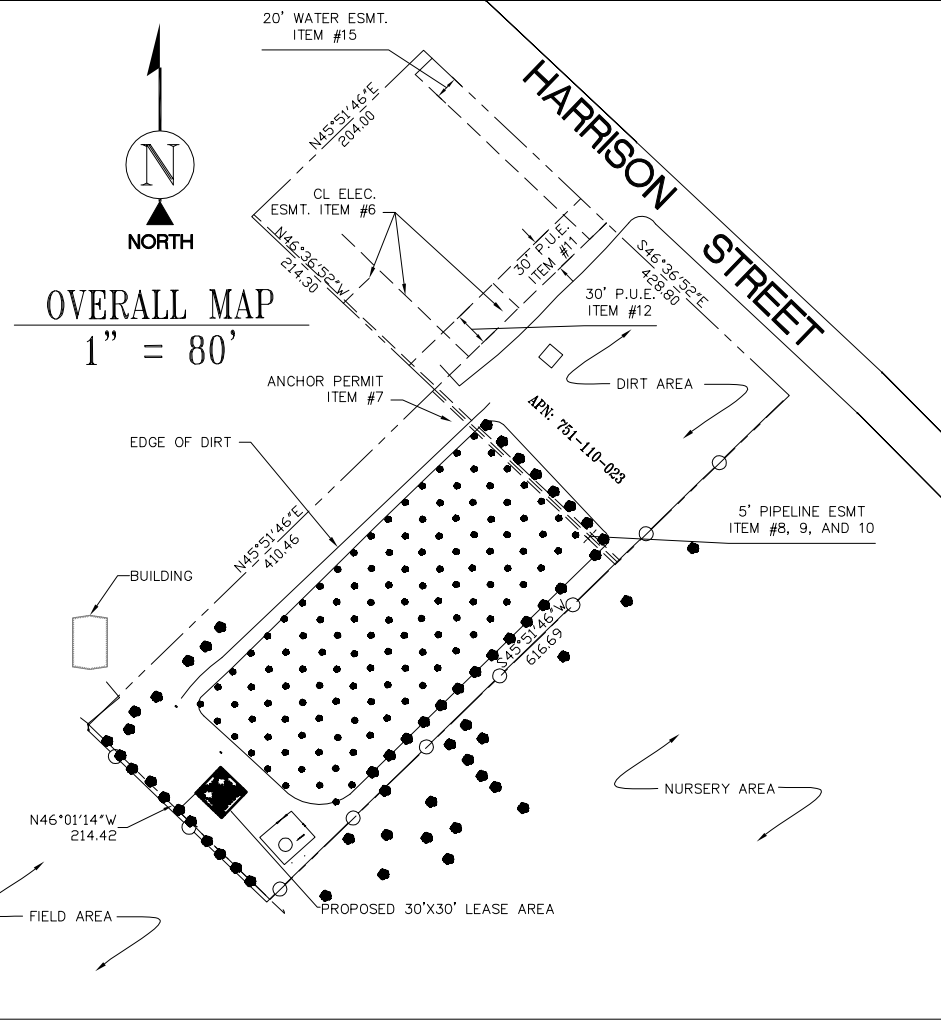 20' WATER ESMT.
ITEM #15
HARRISON STREET
N45°51'46"E
204.00
N
NORTH
CL ELEC.
ESMT. ITEM #6
N46°36'52"W
214.30
30' P.U.E.
ITEM #11
S46°36'52"E
428.80
OVERALL MAP
1" = 80'
30' P.U.E.
ITEM #12
ANCHOR PERMIT
ITEM #7
DIRT AREA
APN: 751-110-023
EDGE OF DIRT
5' PIPELINE ESMT
ITEM #8, 9, AND 10
N45°51'46"E
410.46
BUILDING
S45°51'46"W
616.69
NURSERY AREA
N46°01'14"W
214.42
PROPOSED 30'X30' LEASE AREA
FIELD AREA